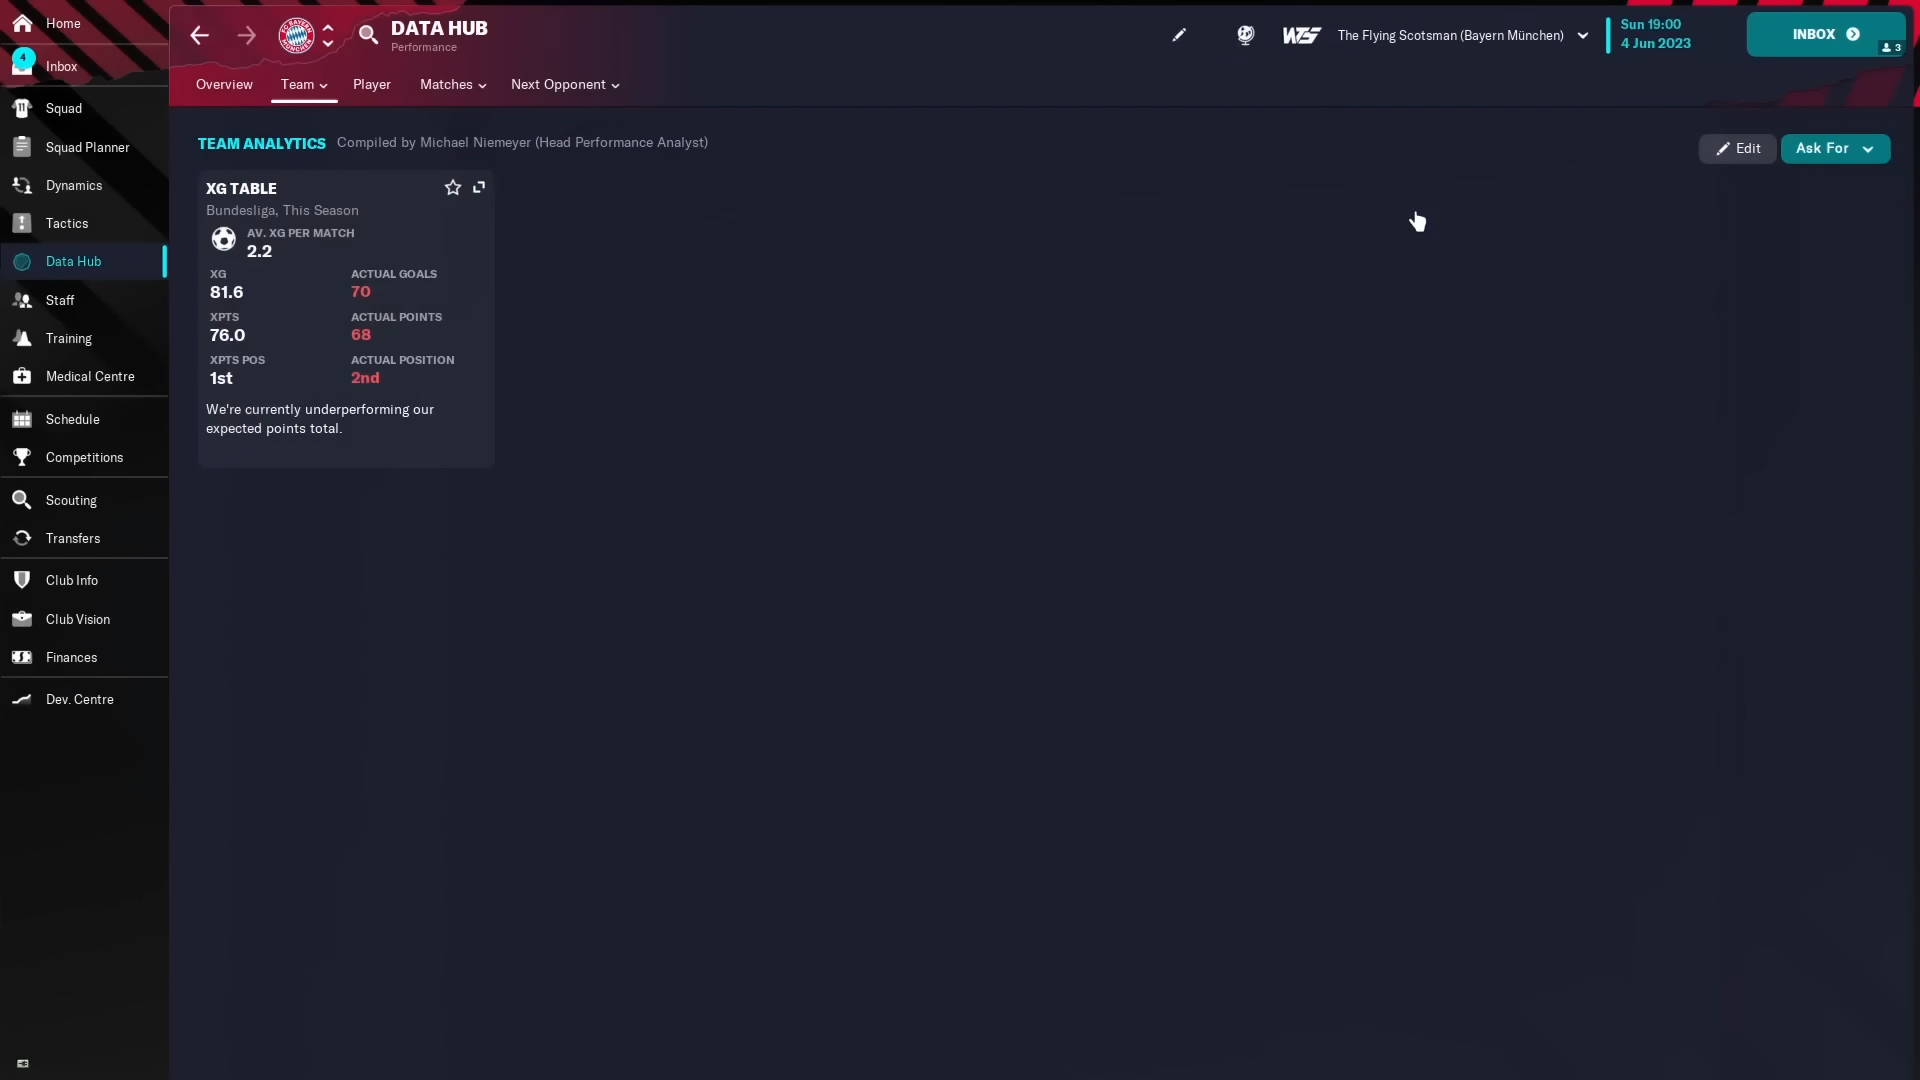 Home
4
Inbox
Squad
Squad Planner
Dynamics
Tactics
Data Hub
Staff
Training
Medical Centre
Schedule
Competitions
Scouting
Transfers
Club Info
Club Vision
Finances
Dev. Centre
DATA HUB
Performance
The Flying Scotsman (Bayern München)
Sun 19:00
4 Jun 2023
INBOX
3
Overview
Team
Player
Matches
Next Opponent
TEAM ANALYTICS Compiled by Michael Niemeyer (Head Performance Analyst)
Edit
Ask For
XG TABLE
Bundesliga, This Season
AV. XG PER MATCH
2.2
XG ACTUAL GOALS
81.6 70
XPTS ACTUAL POINTS
76.0 68
XPTS POS ACTUAL POSITION
1st 2nd
We're currently underperforming our
expected points total.